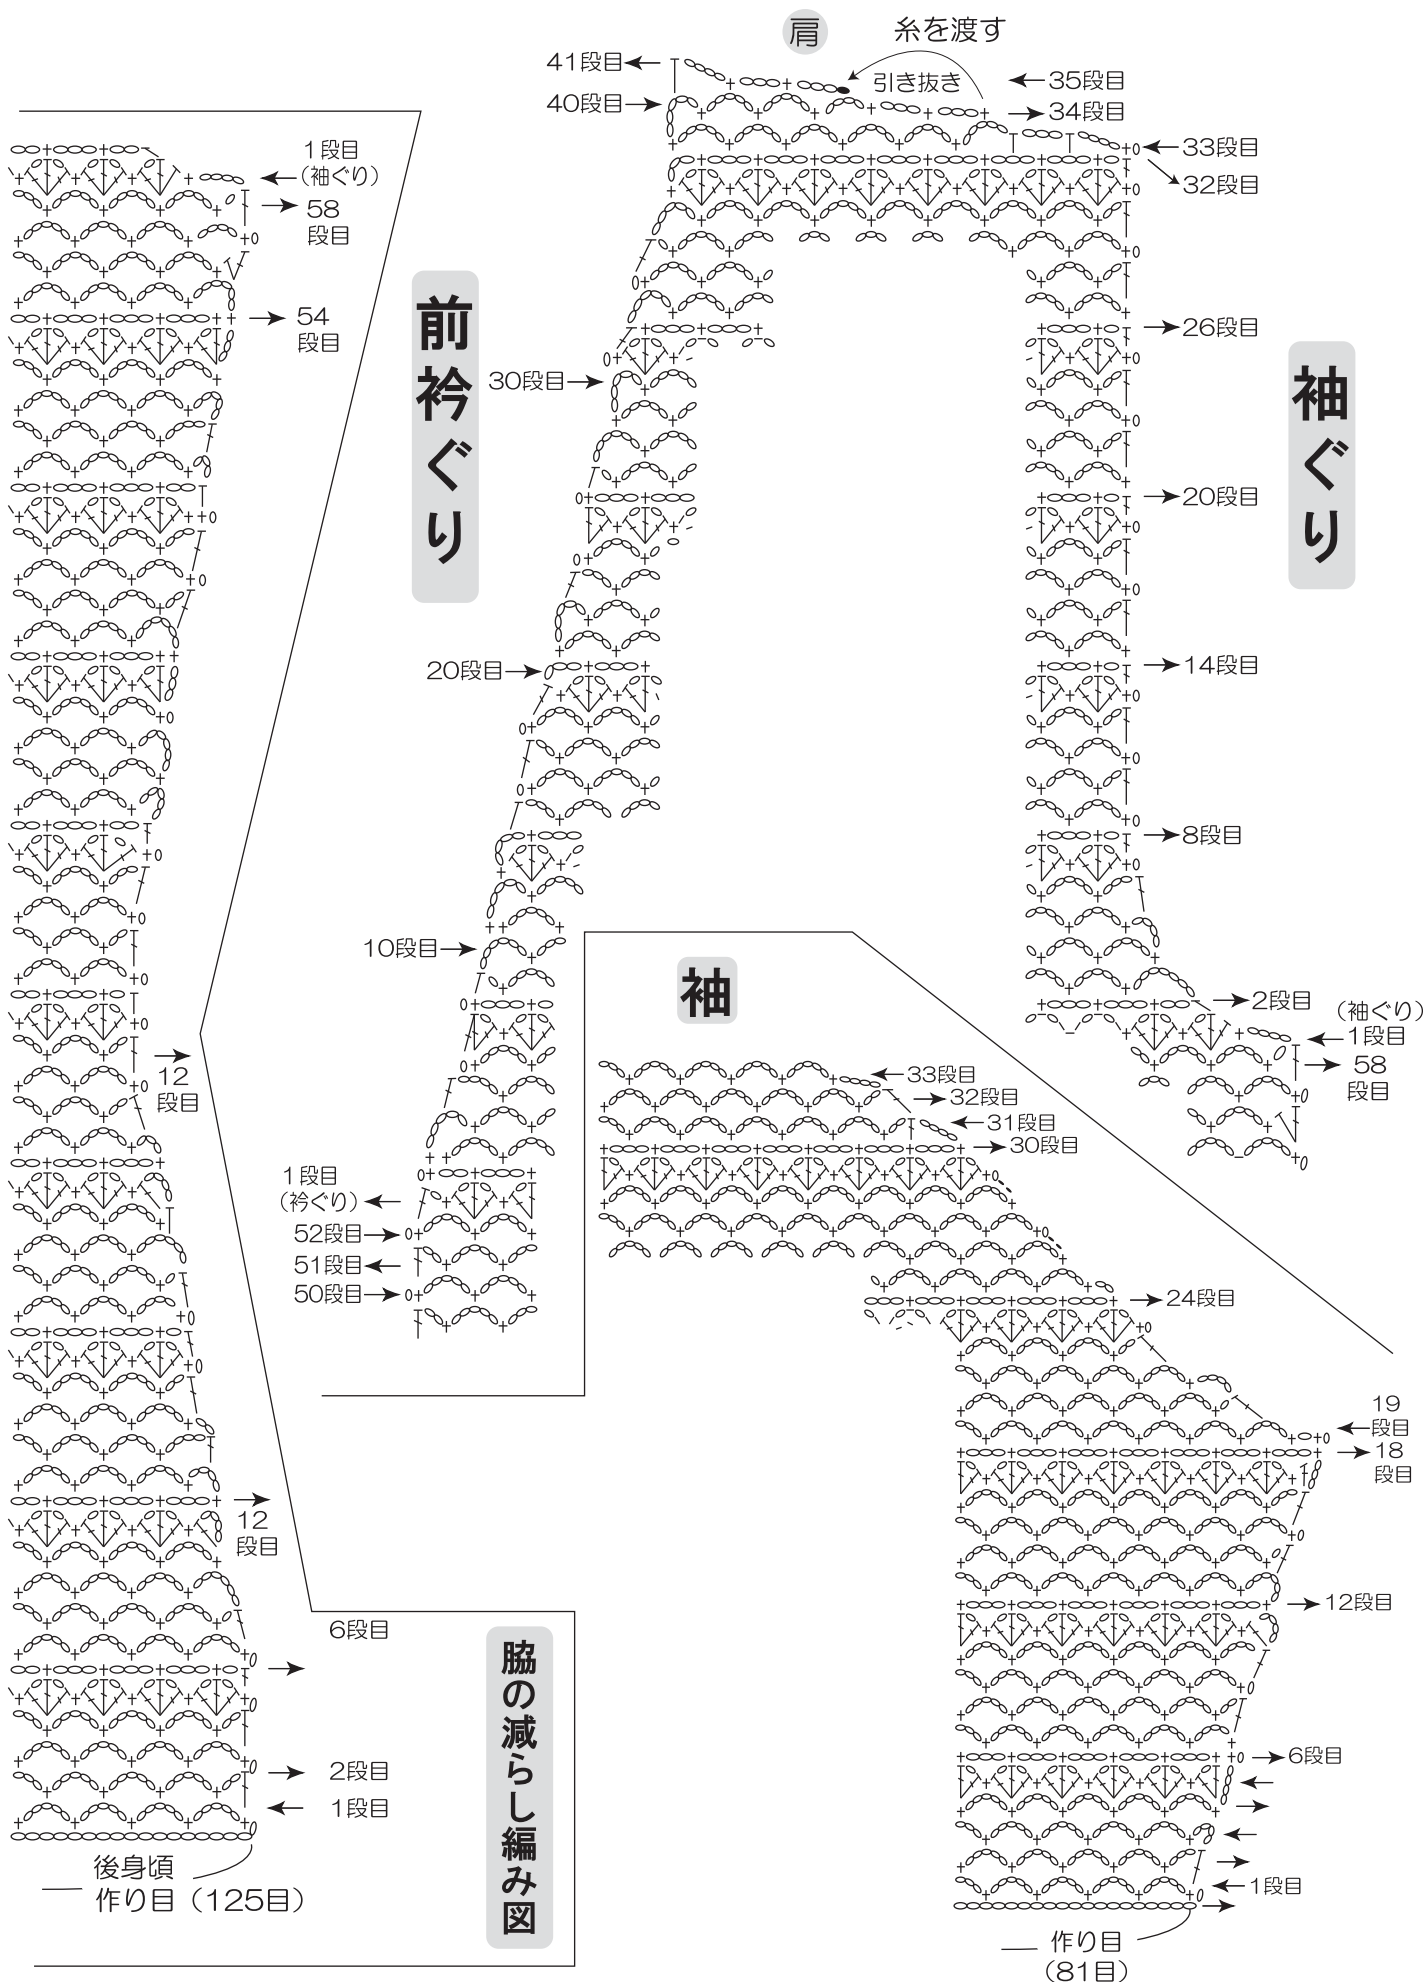 肩
糸を渡す
引き抜き
41段目
40段目
35段目
34段目
33段目
32段目
1段目
(袖ぐり)
58
段目
54
段目
前衿ぐり
30段目
20段目
10段目
1段目
(衿ぐり)
52段目
51段目
50段目
26段目
袖ぐり
20段目
14段目
8段目
2段目
(袖ぐり)
1段目
58
段目
袖
33段目
32段目
31段目
30段目
24段目
19
段目
18
段目
12段目
6段目
1段目
作り目
(81目)
12
段目
12
段目
6段目
2段目
1段目
脇の減らし編み図
後身頃
作り目(125目)